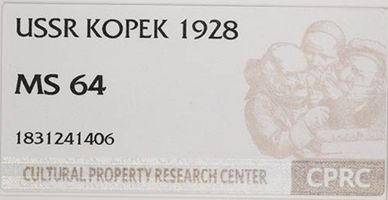 USSR KOPEK 1928
MS 64
1831241406
CULTURAL PROPERTY RESEARCH CENTER CPRC